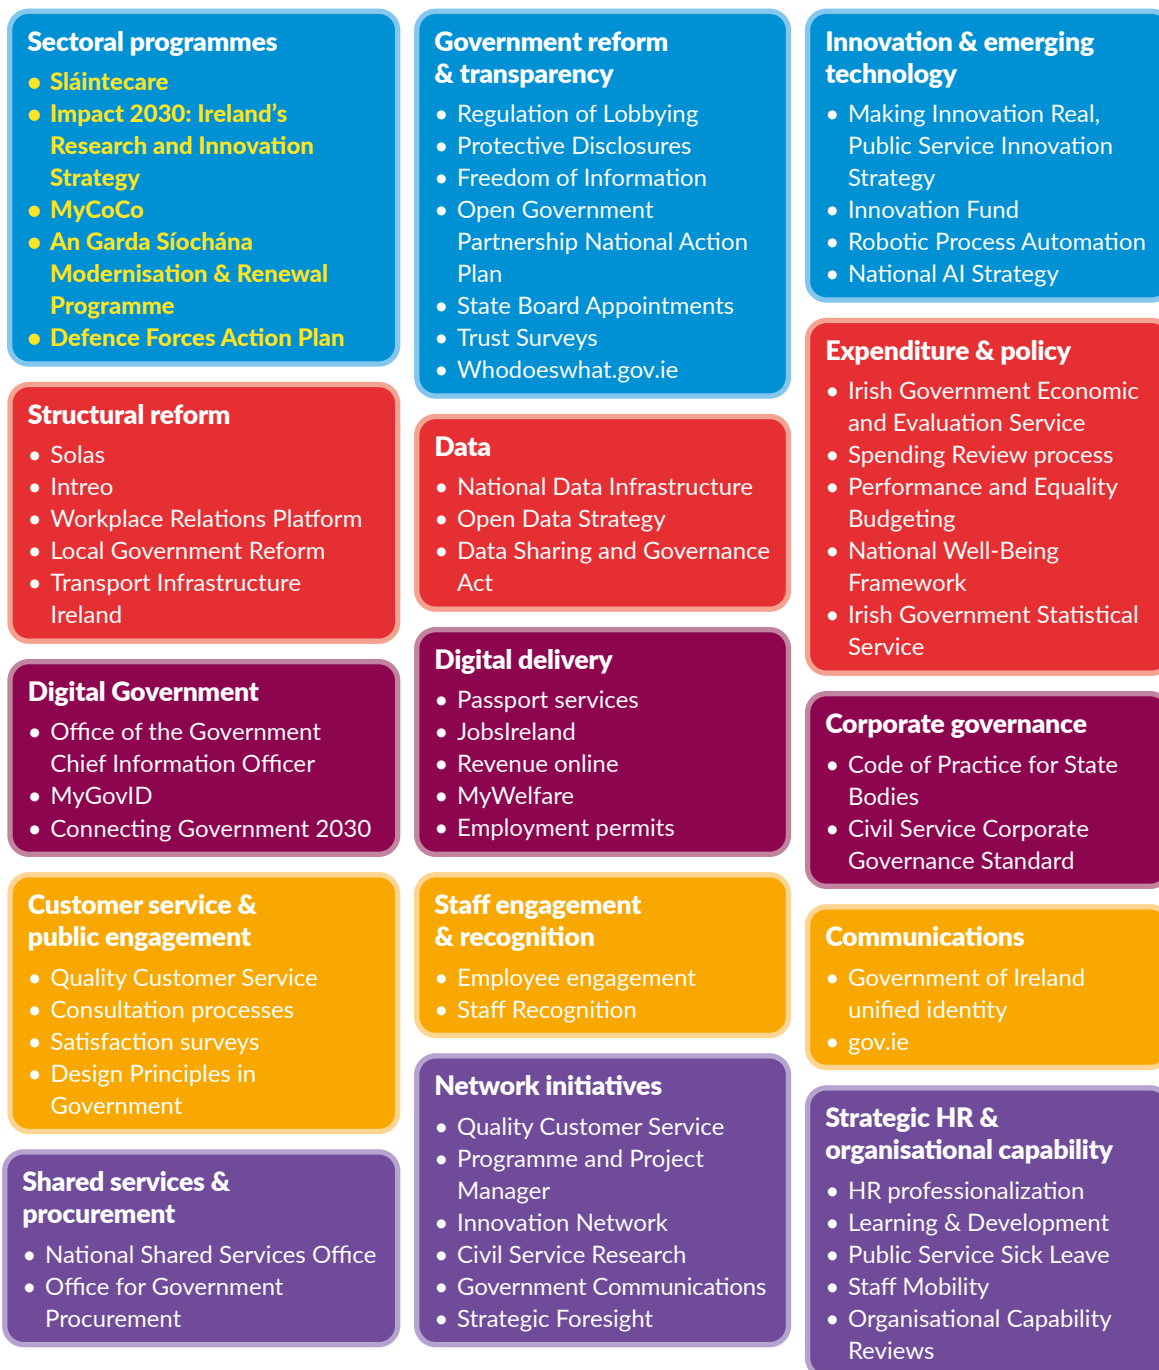 Sectoral programmes
• Sláintecare
• Impact 2030: Ireland's
Research and Innovation
Strategy
• MyCoCo
• An Garda Síochána
Modernisation & Renewal
Programme
• Defence Forces Action Plan
Structural reform
• Solas
• Intreo
• Workplace Relations Platform
• Local Government Reform
• Transport Infrastructure
Ireland
Digital Government
• Office of the Government
Chief Information Officer
• MyGovID
• Connecting Government 2030
Customer service &
public engagement
• Quality Customer Service
• Consultation processes
• Satisfaction surveys
• Design Principles in
Government
Shared services &
procurement
• National Shared Services Office
• Office for Government
Procurement
Government reform
& transparency
• Regulation of Lobbying
• Protective Disclosures
• Freedom of Information
• Open Government
Partnership National Action
Plan
• State Board Appointments
• Trust Surveys
• Whodoeswhat.gov.ie
Data
• National Data Infrastructure
• Open Data Strategy
• Data Sharing and Governance
Act
Digital delivery
• Passport services
• JobsIreland
• Revenue online
• MyWelfare
• Employment permits
Staff engagement
& recognition
• Employee engagement
• Staff Recognition
Network initiatives
• Quality Customer Service
• Programme and Project
Manager
• Innovation Network
• Civil Service Research
• Government Communications
• Strategic Foresight
Innovation & emerging
technology
• Making Innovation Real,
Public Service Innovation
Strategy
• Innovation Fund
• Robotic Process Automation
• National AI Strategy
Expenditure & policy
• Irish Government Economic
and Evaluation Service
• Spending Review process
• Performance and Equality
Budgeting
• National Well-Being
Framework
• Irish Government Statistical
Service
Corporate governance
• Code of Practice for State
Bodies
• Civil Service Corporate
Governance Standard
Communications
• Government of Ireland
unified identity
• gov.ie
Strategic HR &
organisational capability
• HR professionalization
• Learning & Development
• Public Service Sick Leave
• Staff Mobility
• Organisational Capability
Reviews